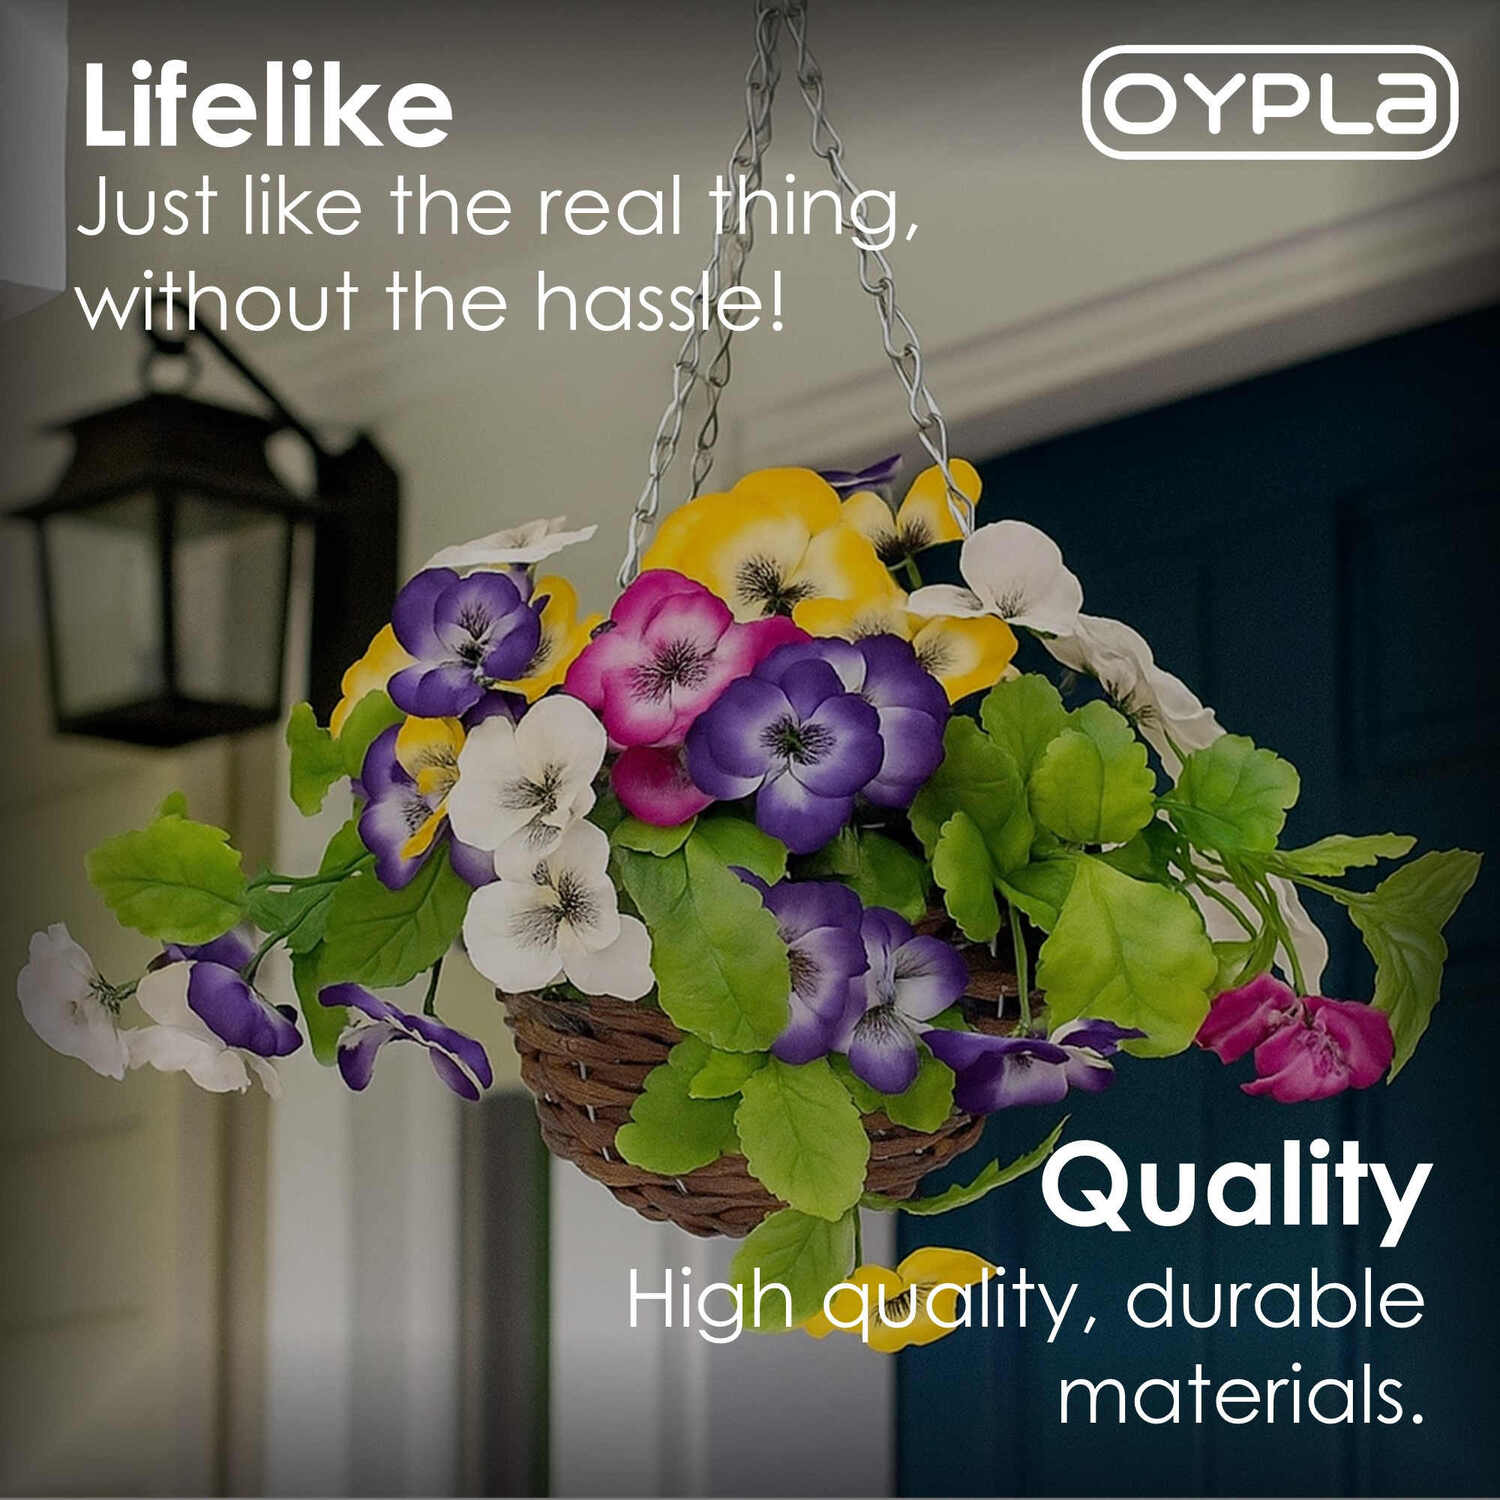 Lifelike
Just like the real thing,
without the hassle!
OYPLA
Quality
High quality, durable
materials.